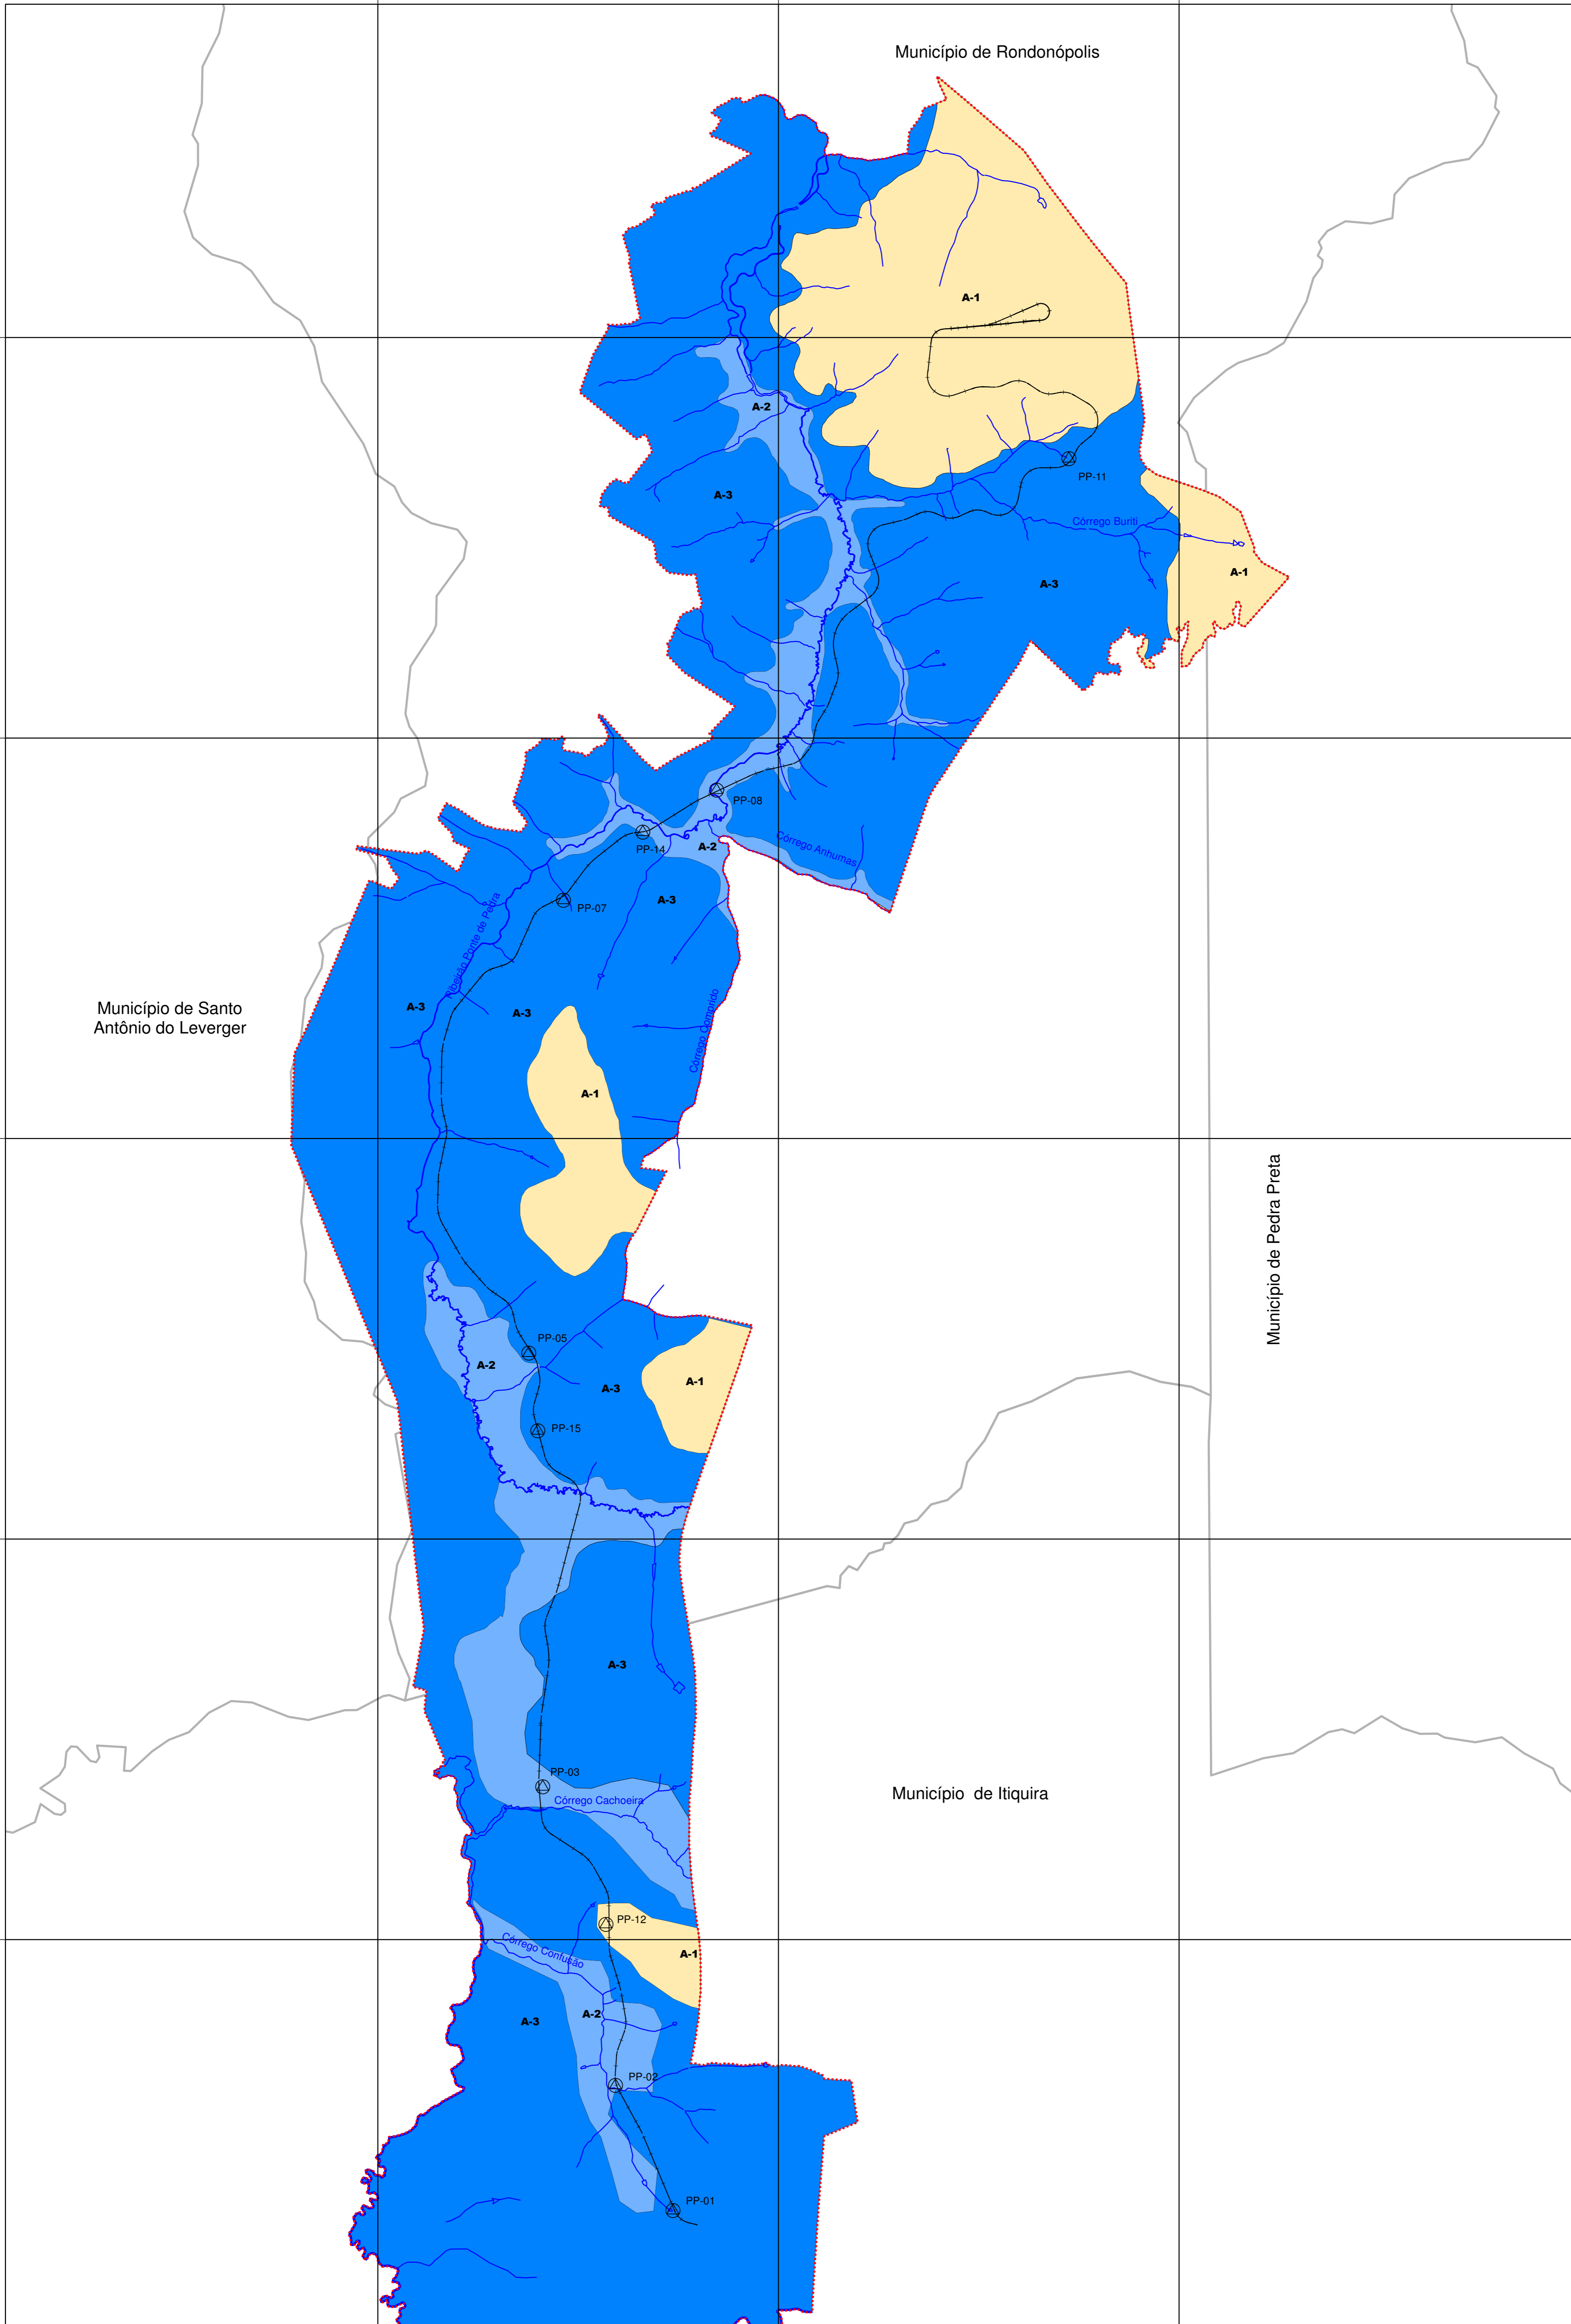 Município de Rondonópolis
A-1
A-2
PP-11
A-3
Córrego Buriti
A-1
A-3
PP-08
Córrego Anhumas
A-2
PP-14
A-3
PP-07
Ribeirão Ponte de Pedra
Município de Santo
Antônio do Leverger
A-3
A-3
Córrego Comprido
A-1
Município de Pedra Preta
PP-05
A-2
A-1
A-3
PP-15
A-3
PP-03
Município de Itiquira
Córrego Cachoeira
PP-12
Córrego Confusão
A-1
A-2
A-3
PP-02
PP-01